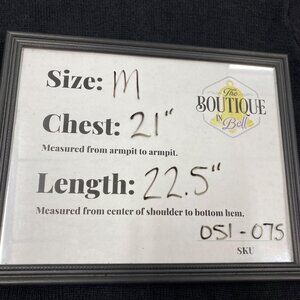 Size: M
The
BOUTIQUE
IN
Bell
Chest: 21"
Measured from armpit to armpit.
Length: 22.5"
Measured from center of shoulder to bottom hem.
051-075
SKU